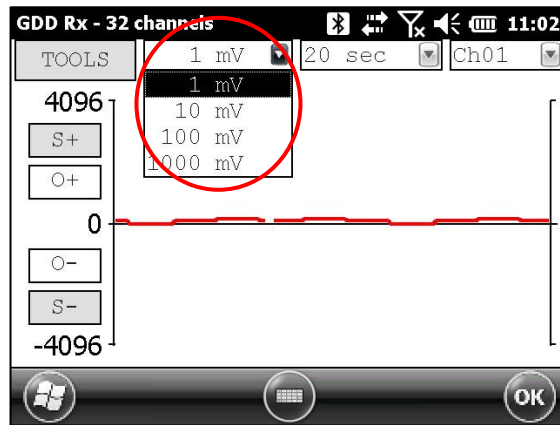 GDD Rx - 32 channels 11:02
TOOLS 1 mV 20 sec Ch01
1 mV
10 mV
100 mV
1000 mV
4096
S+
O+
0
O-
S-
-4096
OK